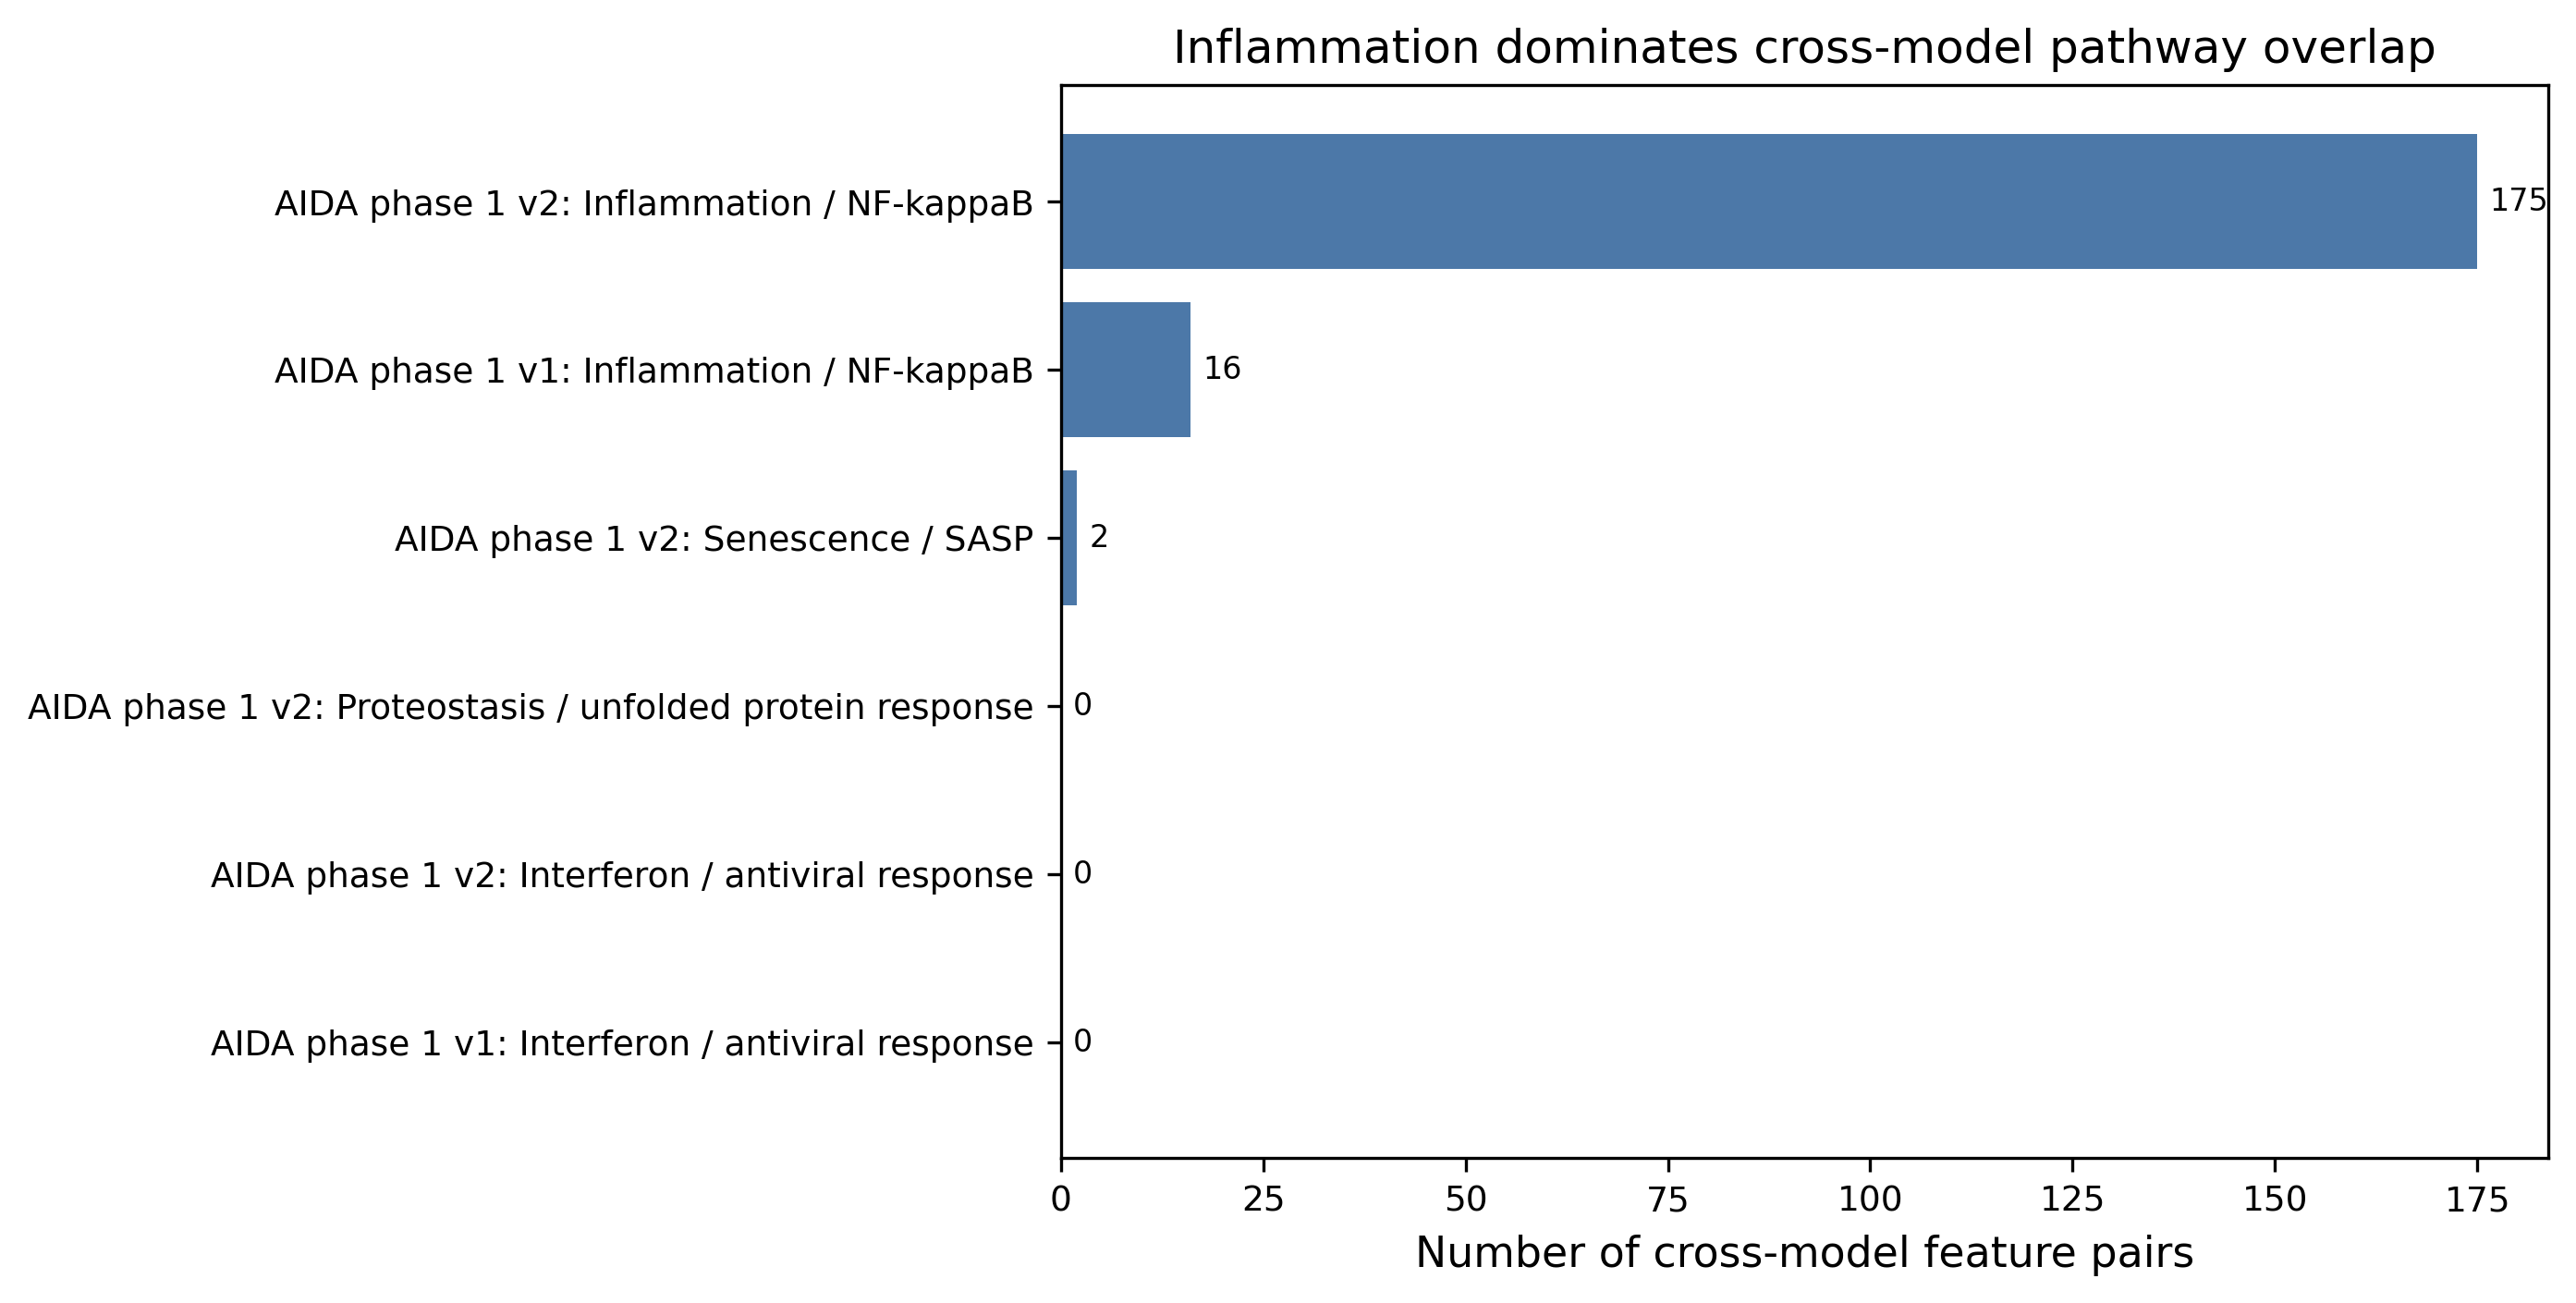 Inflammation dominates cross-model pathway overlap
AIDA phase 1 v2: Inflammation / NF-kappaB
175
AIDA phase 1 v1: Inflammation / NF-kappaB
16
AIDA phase 1 v2: Senescence / SASP
2
AIDA phase 1 v2: Proteostasis / unfolded protein response
0
AIDA phase 1 v2: Interferon / antiviral response
0
AIDA phase 1 v1: Interferon / antiviral response
0
0 25 50 75 100 125 150 175
Number of cross-model feature pairs